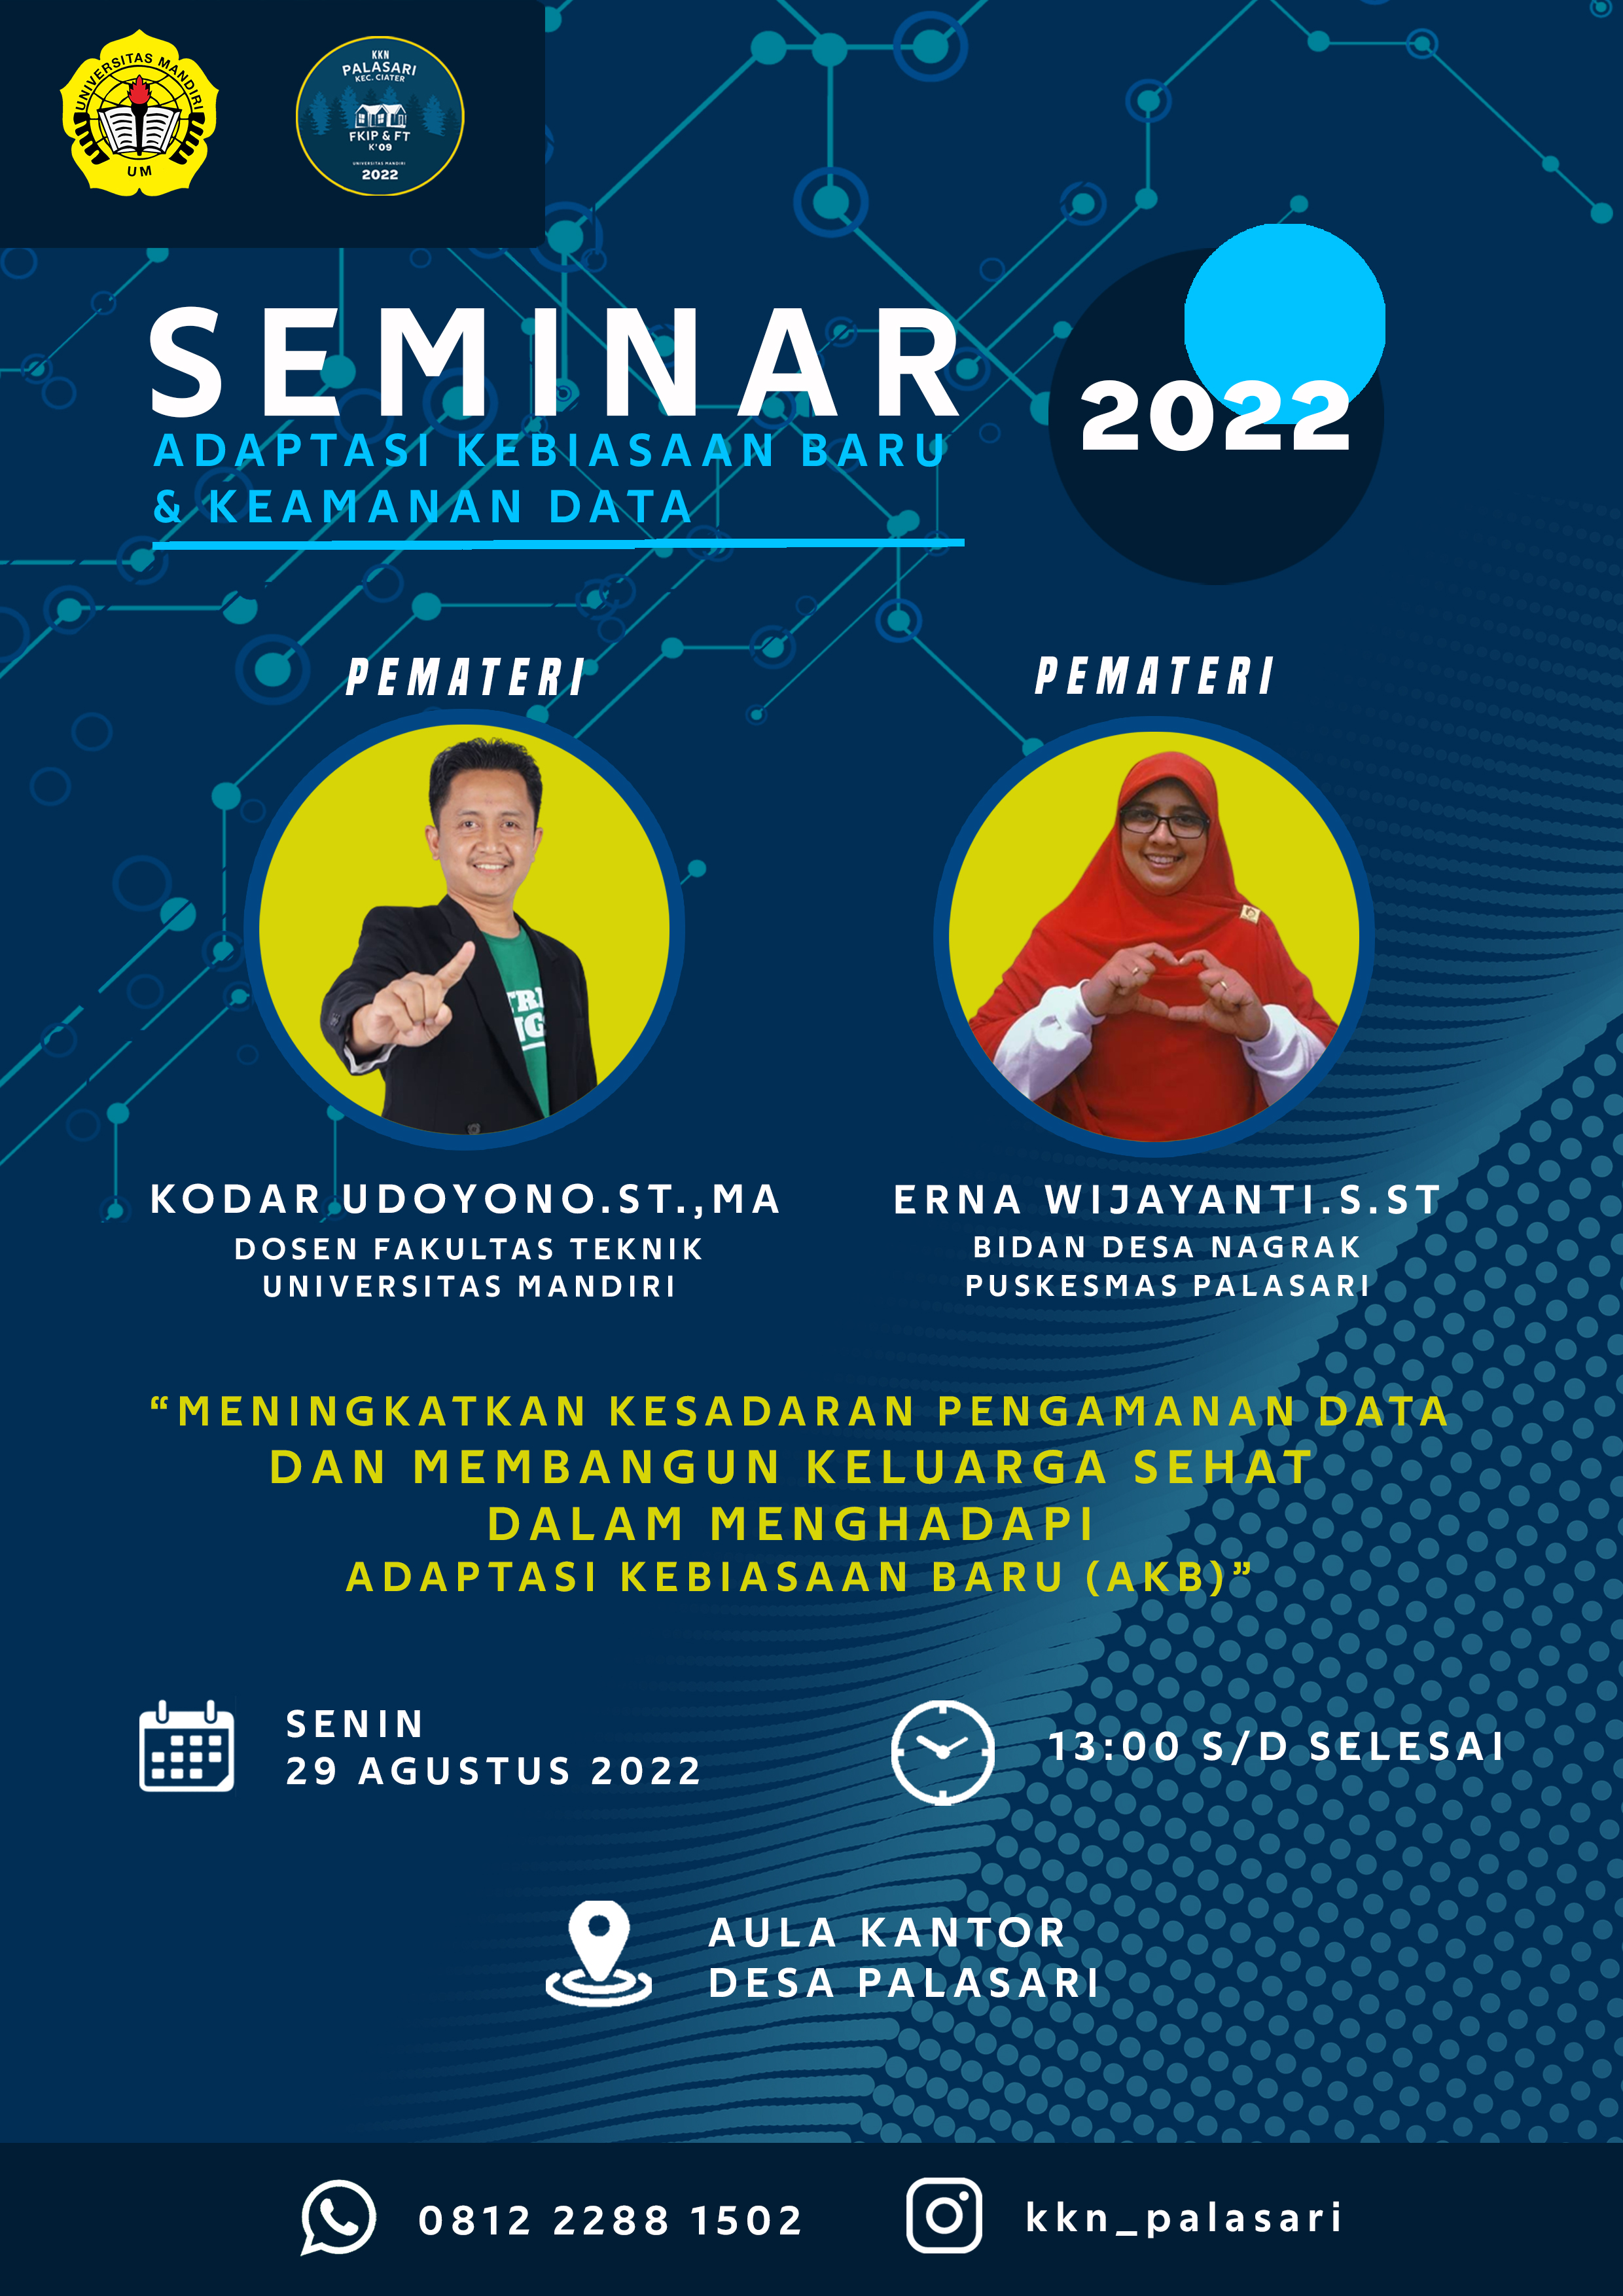 UNIVERSITAS MANDIRI
UM
KKN
PALASARI
KEC. CIATER
FKIP & FT
K'09
UNIVERSITAS MANDIRI
2022
SEMINAR
ADAPTASI KEBIASAAN BARU
& KEAMANAN DATA
2022
PEMATERI
PEMATERI
KODAR UDOYONO.ST.,MA
DOSEN FAKULTAS TEKNIK
UNIVERSITAS MANDIRI
ERNA WIJAYANTI.S.ST
BIDAN DESA NAGRAK
PUSKESMAS PALASARI
“MENINGKATKAN KESADARAN PENGAMANAN DATA
DAN MEMBANGUN KELUARGA SEHAT
DALAM MENGHADAPI
ADAPTASI KEBIASAAN BARU (AKB)”
SENIN
29 AGUSTUS 2022
13:00 S/D SELESAI
AULA KANTOR
DESA PALASARI
0812 2288 1502
kkn_palasari